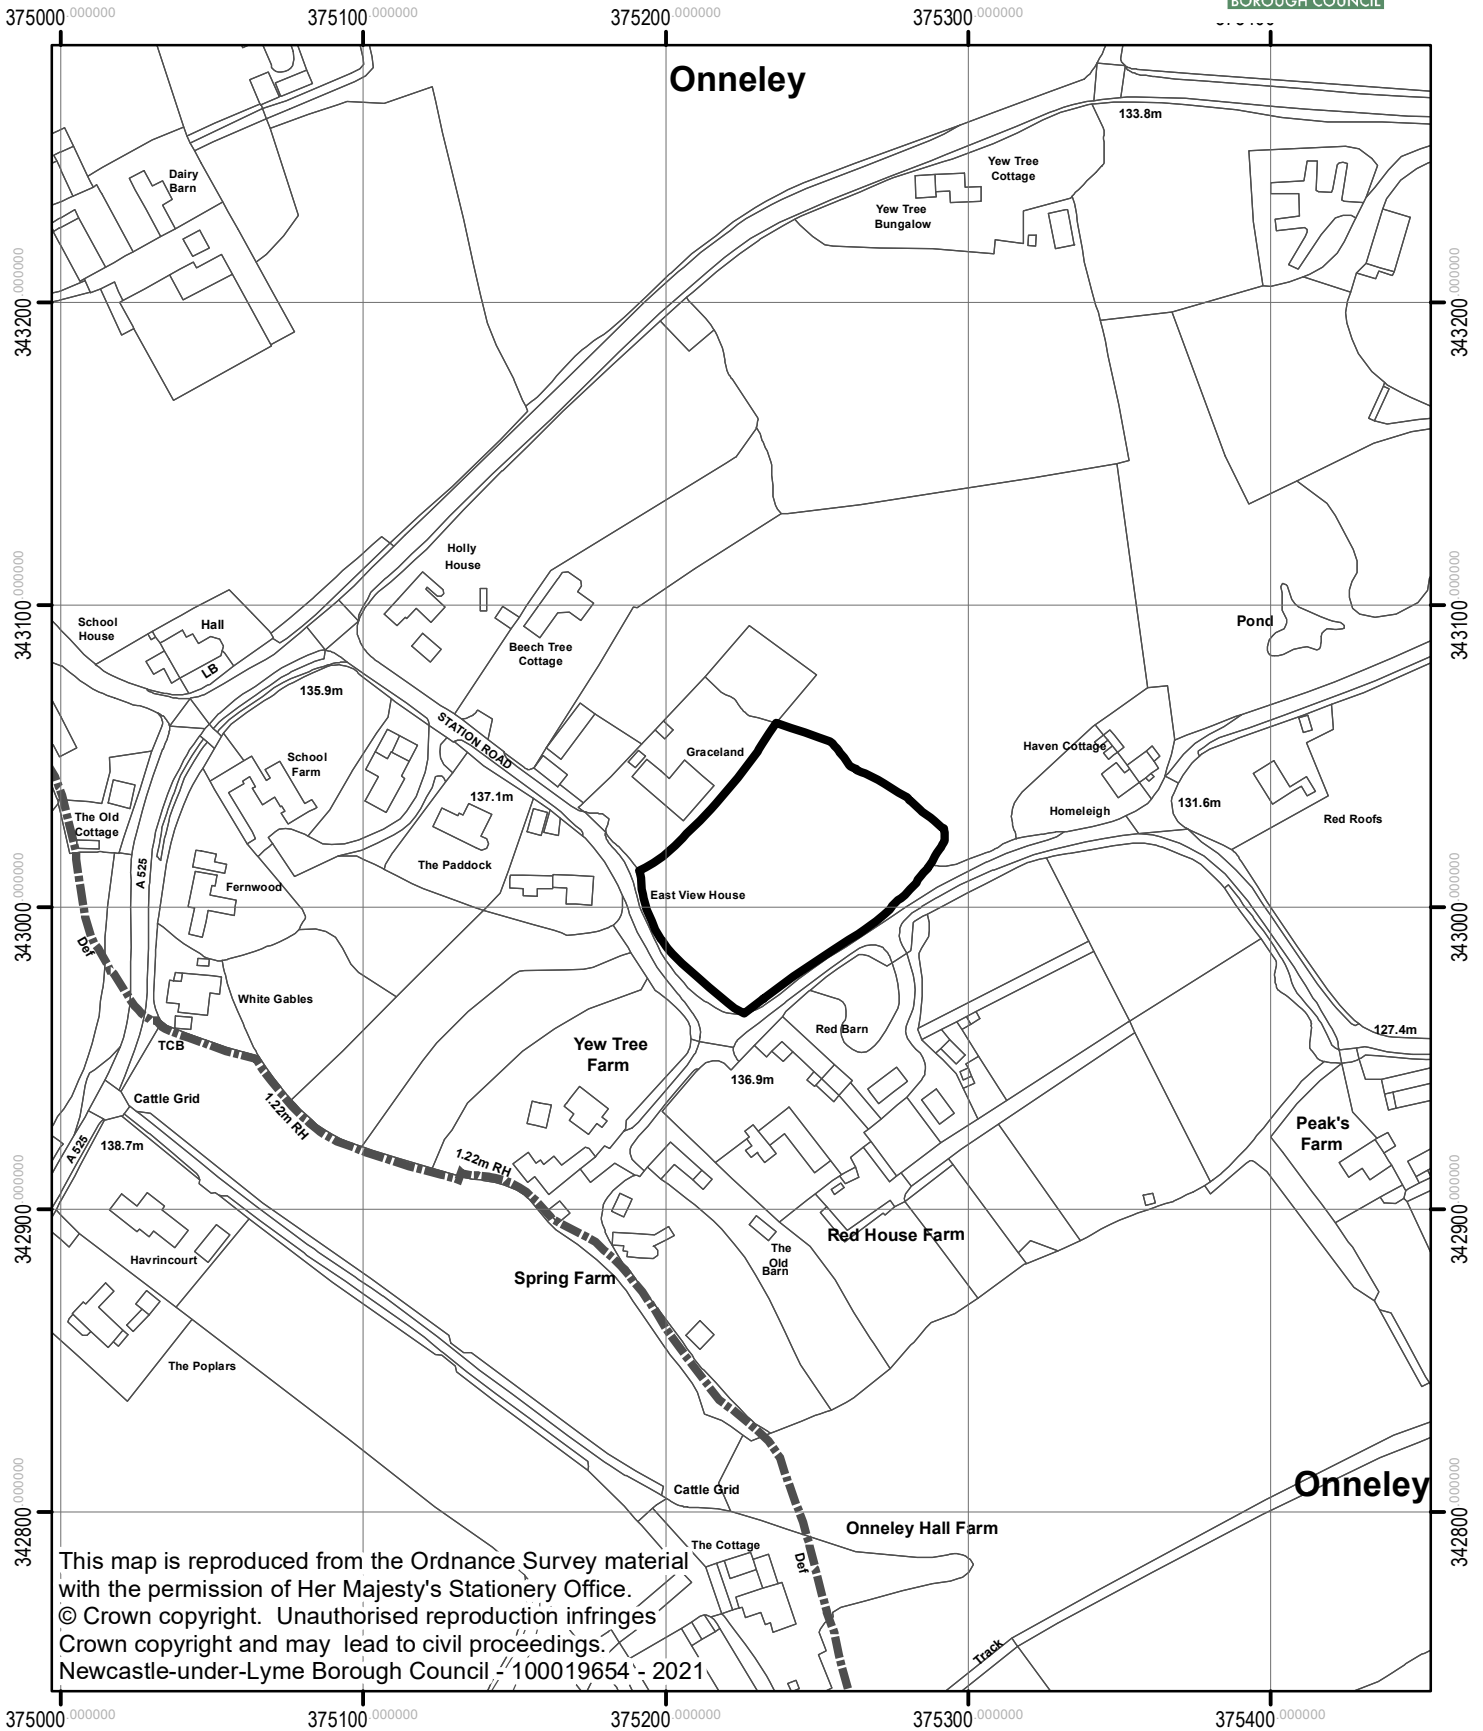 BOROUGH COUNCIL
375000.000000
375100.000000
375200.000000
375300.000000
Onneley
133.8m
Yew Tree
Cottage
Dairy
Barn
Yew Tree
Bungalow
343200.000000
343200.000000
Holly
House
343100.000000
343100.000000
School
House
Hall
Pond
LB
Beech Tree
Cottage
135.9m
STATION ROAD
School
Farm
Graceland
Haven Cottage
137.1m
131.6m
Homeleigh
The Old
Cottage
Red Roofs
The Paddock
A 525
Fernwood
East View House
343000.000000
343000.000000
Def
White Gables
TCB
Red Barn
127.4m
Yew Tree
Farm
136.9m
Cattle Grid
1.22m RH
Peak's
Farm
A 525
138.7m
1.22m RH
342900.000000
342900.000000
Red House Farm
Havrincourt
The
Old
Barn
Spring Farm
The Poplars
342800.000000
342800.000000
Cattle Grid
Onneley
Onneley Hall Farm
The Cottage
Def
Track
This map is reproduced from the Ordnance Survey material
with the permission of Her Majesty's Stationery Office.
© Crown copyright. Unauthorised reproduction infringes
Crown copyright and may lead to civil proceedings.
Newcastle-under-Lyme Borough Council - 100019654 - 2021
375000.000000
375100.000000
375200.000000
375300.000000
375400.000000